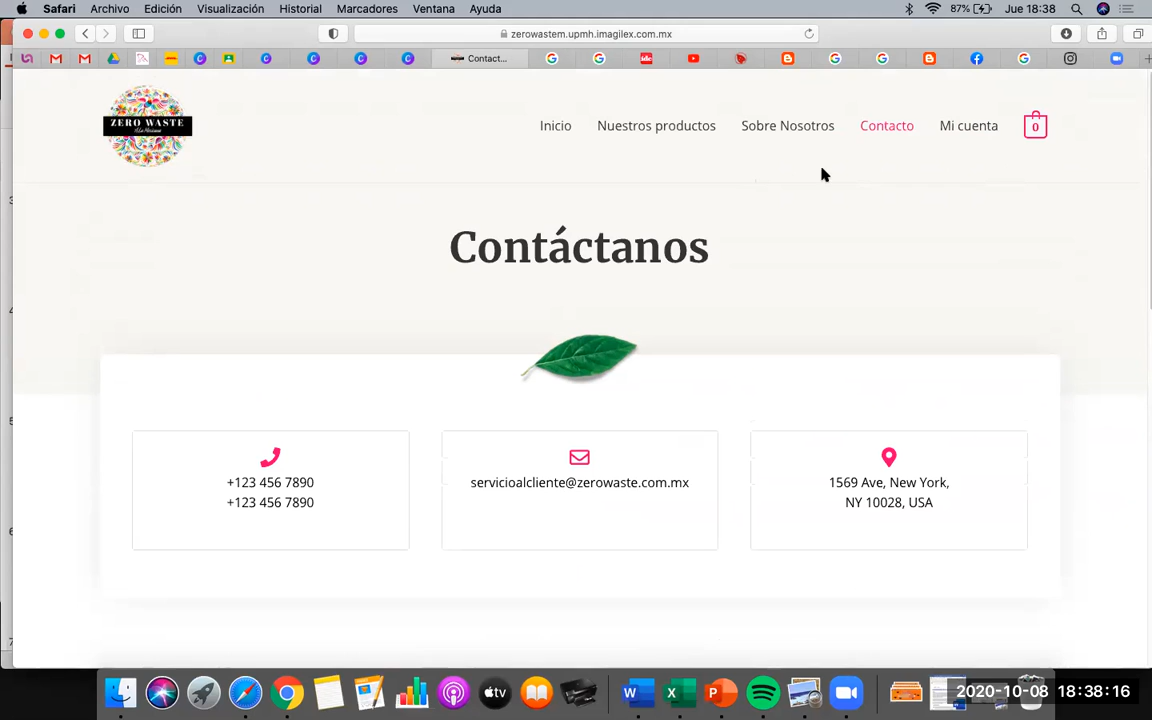 Safari Archivo Edición Visualización Historial Marcadores Ventana Ayuda 87% Jue 18:38
zerowastem.upmh.imagilex.com.mx
Contact...
ZERO WASTE
Inicio Nuestros productos Sobre Nosotros Contacto Mi cuenta 0
Contáctanos
+123 456 7890
+123 456 7890
servicioalcliente@zerowaste.com.mx
1569 Ave, New York,
NY 10028, USA
2020-10-08 18:38:16